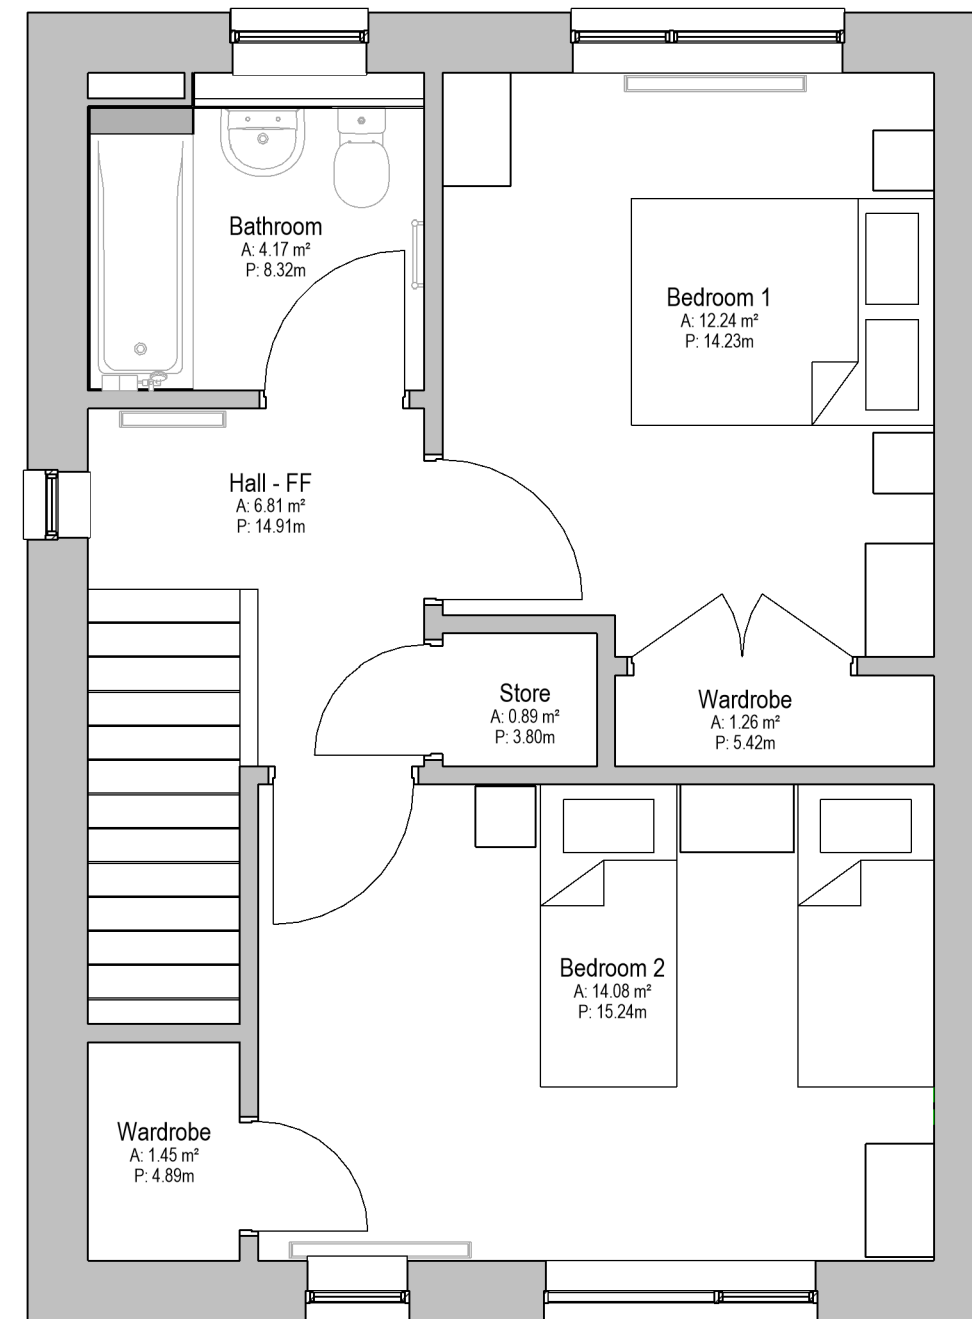 Bathroom
A: 4.17 m²
P: 8.32m
Bedroom 1
A: 12.24 m²
P: 14.23m
Hall - FF
A: 6.81 m²
P: 14.91m
Store
A: 0.89 m²
P: 3.80m
Wardrobe
A: 1.26 m²
P: 5.42m
Bedroom 2
A: 14.08 m²
P: 15.24m
Wardrobe
A: 1.45 m²
P: 4.89m